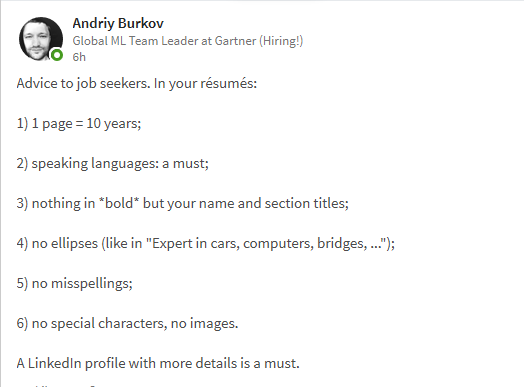 Andriy Burkov
Global ML Team Leader at Gartner (Hiring!)
6h
Advice to job seekers. In your résumés:
1) 1 page = 10 years;
2) speaking languages: a must;
3) nothing in *bold* but your name and section titles;
4) no ellipses (like in "Expert in cars, computers, bridges, ...");
5) no misspellings;
6) no special characters, no images.
A LinkedIn profile with more details is a must.